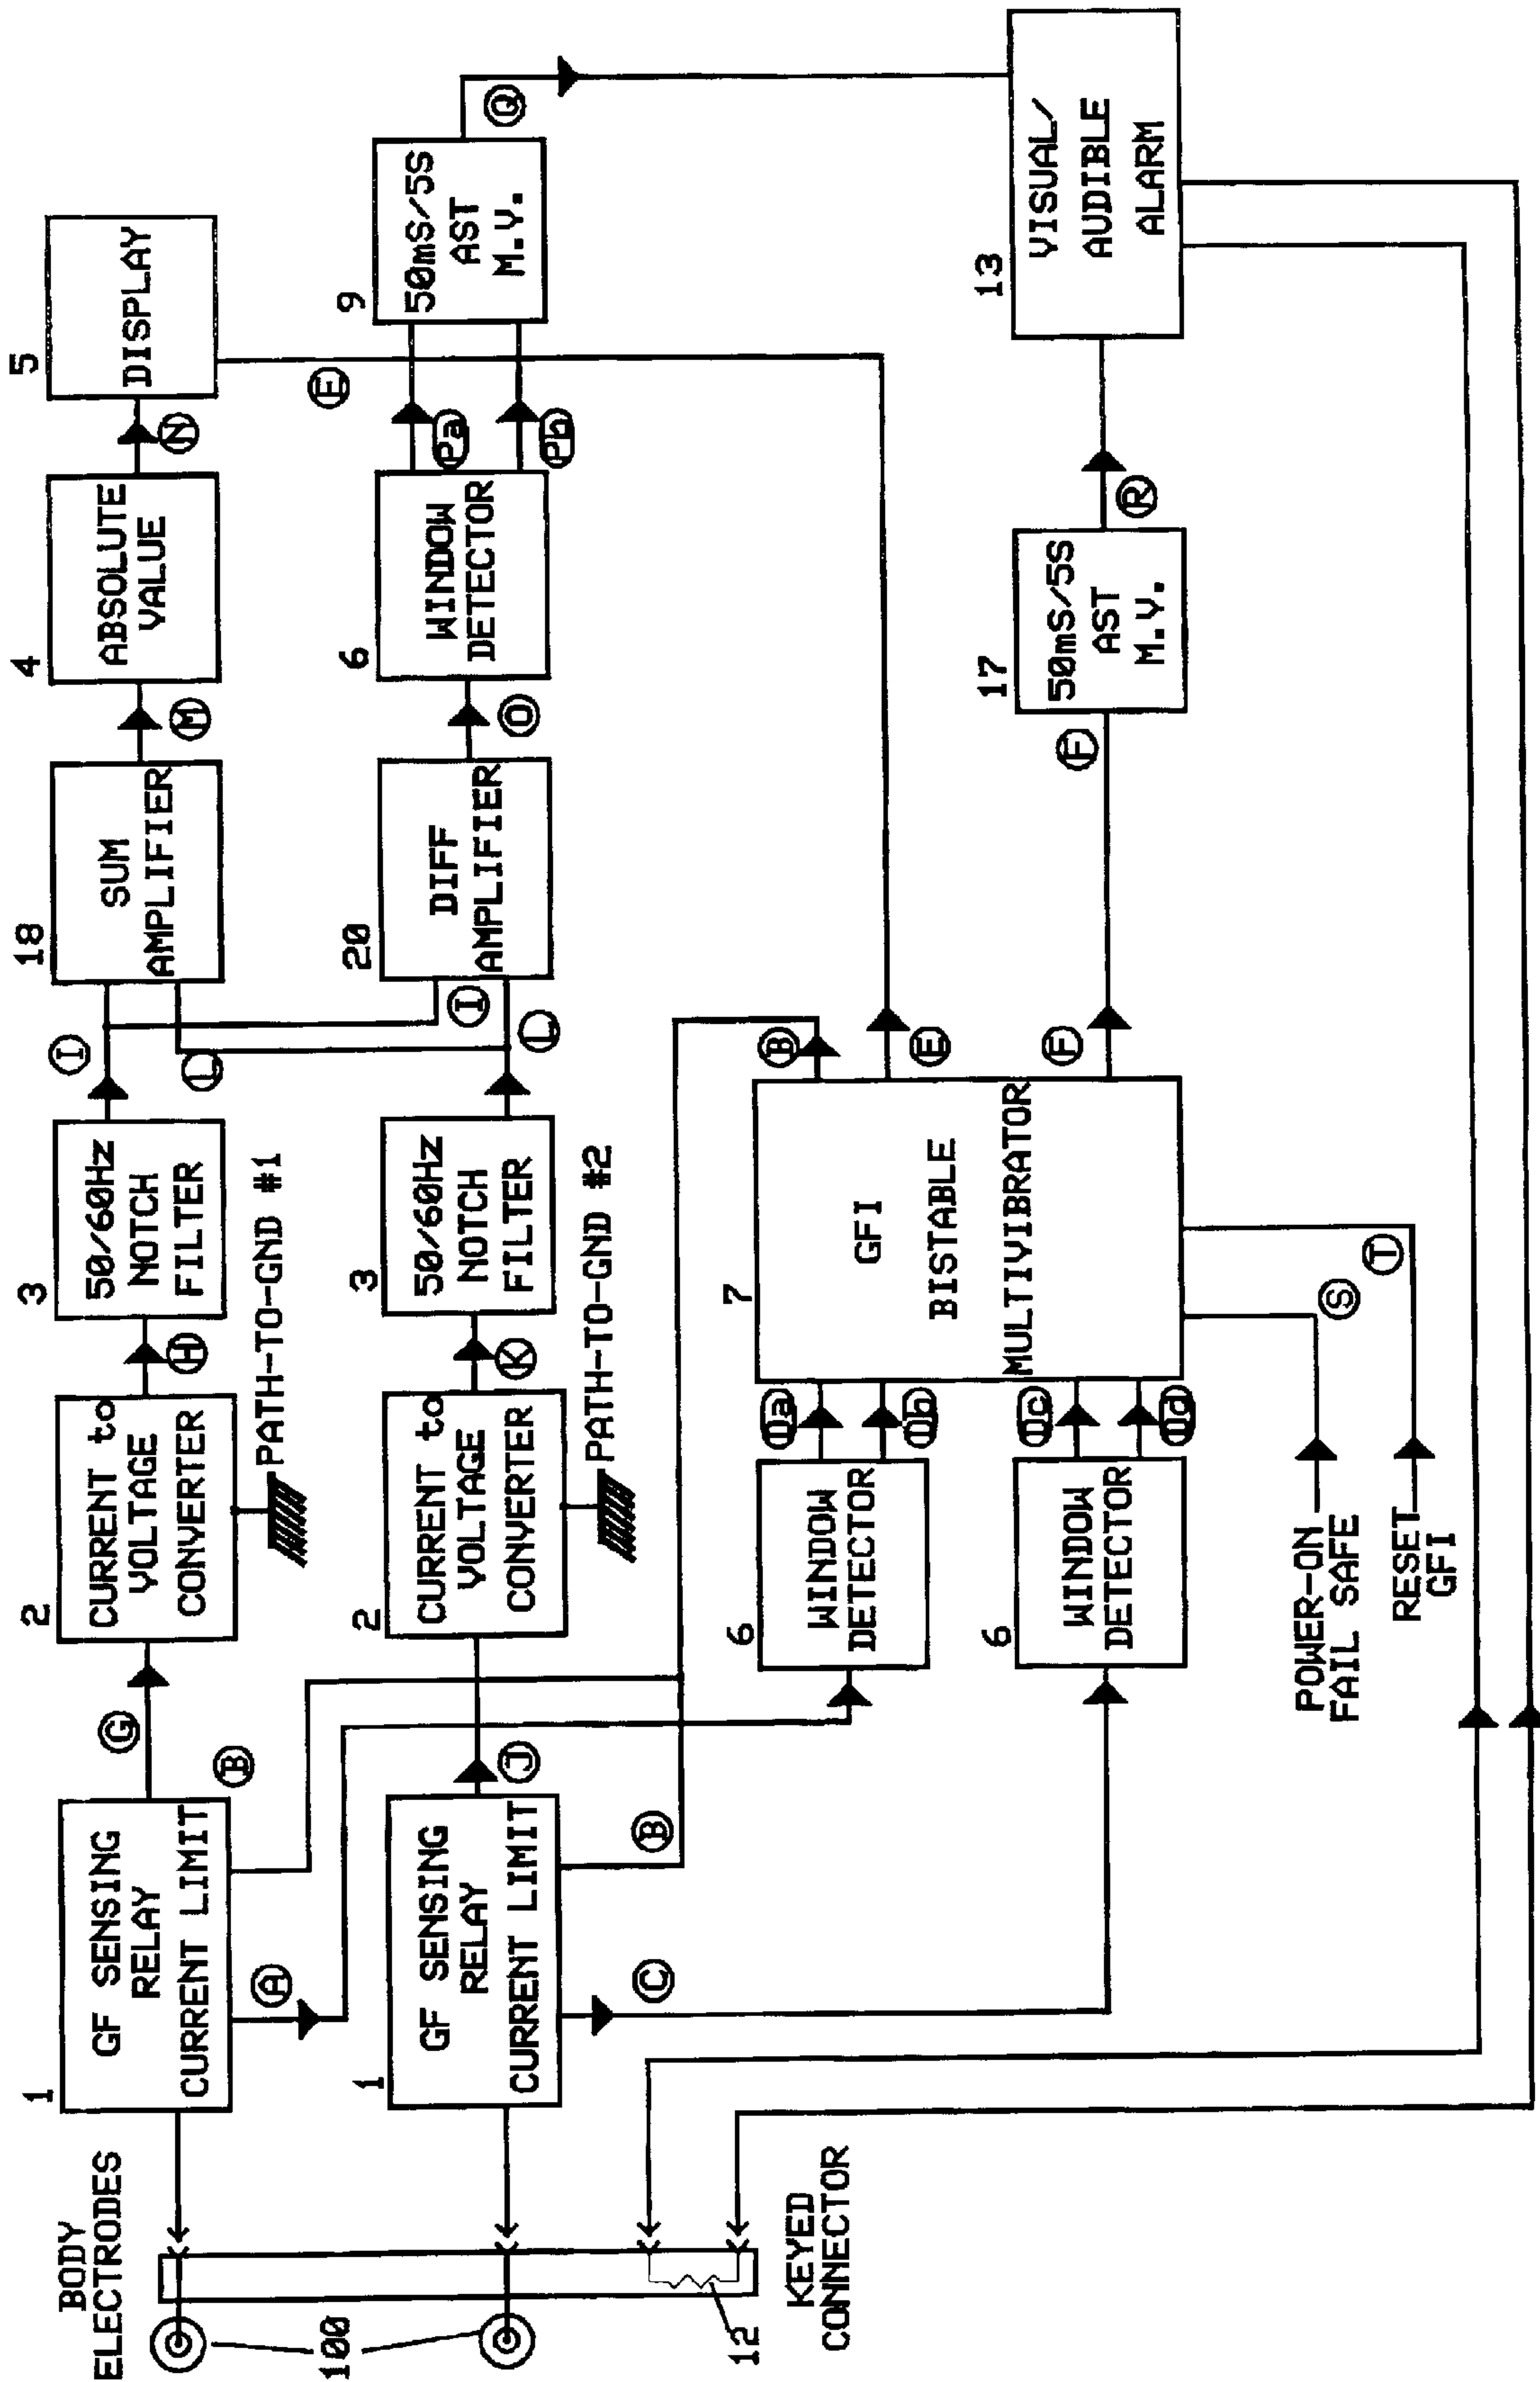 BODY
ELECTRODES
100
12
KEYED
CONNECTOR
1
GF SENSING
RELAY
CURRENT LIMIT
A
B
G
2
CURRENT to
VOLTAGE
CONVERTER
PATH-TO-GND #1
H
3
50/60Hz
NOTCH
FILTER
I
L
18
SUM
AMPLIFIER
M
4
ABSOLUTE
VALUE
N
5
DISPLAY
E
1
GF SENSING
RELAY
CURRENT LIMIT
C
B
J
2
CURRENT to
VOLTAGE
CONVERTER
PATH-TO-GND #2
K
3
50/60Hz
NOTCH
FILTER
L
I
20
DIFF
AMPLIFIER
O
6
WINDOW
DETECTOR
Pa
Pb
9
50mS/5S
AST
M.V.
Q
6
WINDOW
DETECTOR
Da
Db
6
WINDOW
DETECTOR
Dc
Dd
7
GFI
BISTABLE
MULTIVIBRATOR
B
E
F
POWER-ON
FAIL SAFE
S
RESET
GFI
T
F
17
50mS/5S
AST
M.V.
R
13
VISUAL/
AUDIBLE
ALARM